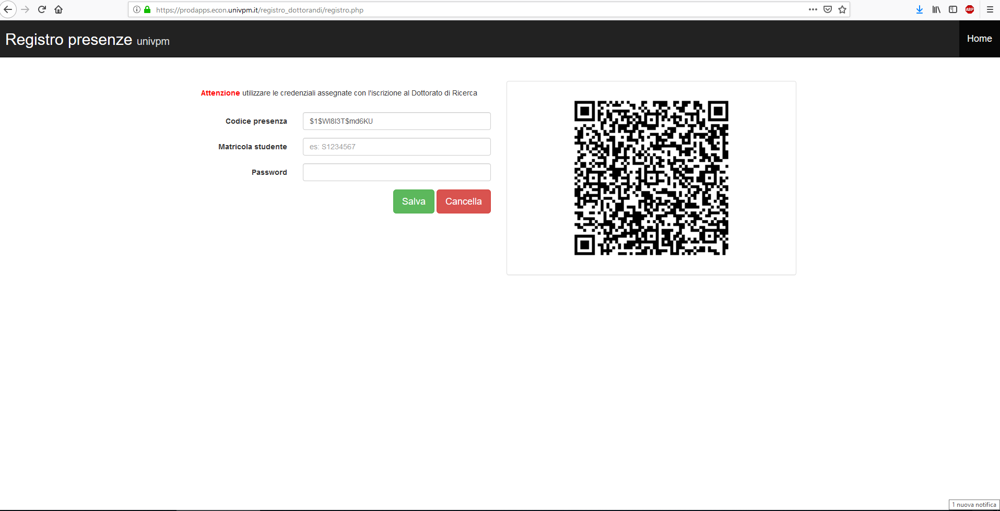 https://prodapps.econ.univpm.it/registro_dottorandi/registro.php
ABP
Registro presenze univpm
Home
Attenzione utilizzare le credenziali assegnate con l'iscrizione al Dottorato di Ricerca
Codice presenza
$1$WI8I3T$md6KU
Matricola studente
es: S1234567
Password
Salva
Cancella
1 nuova notifica